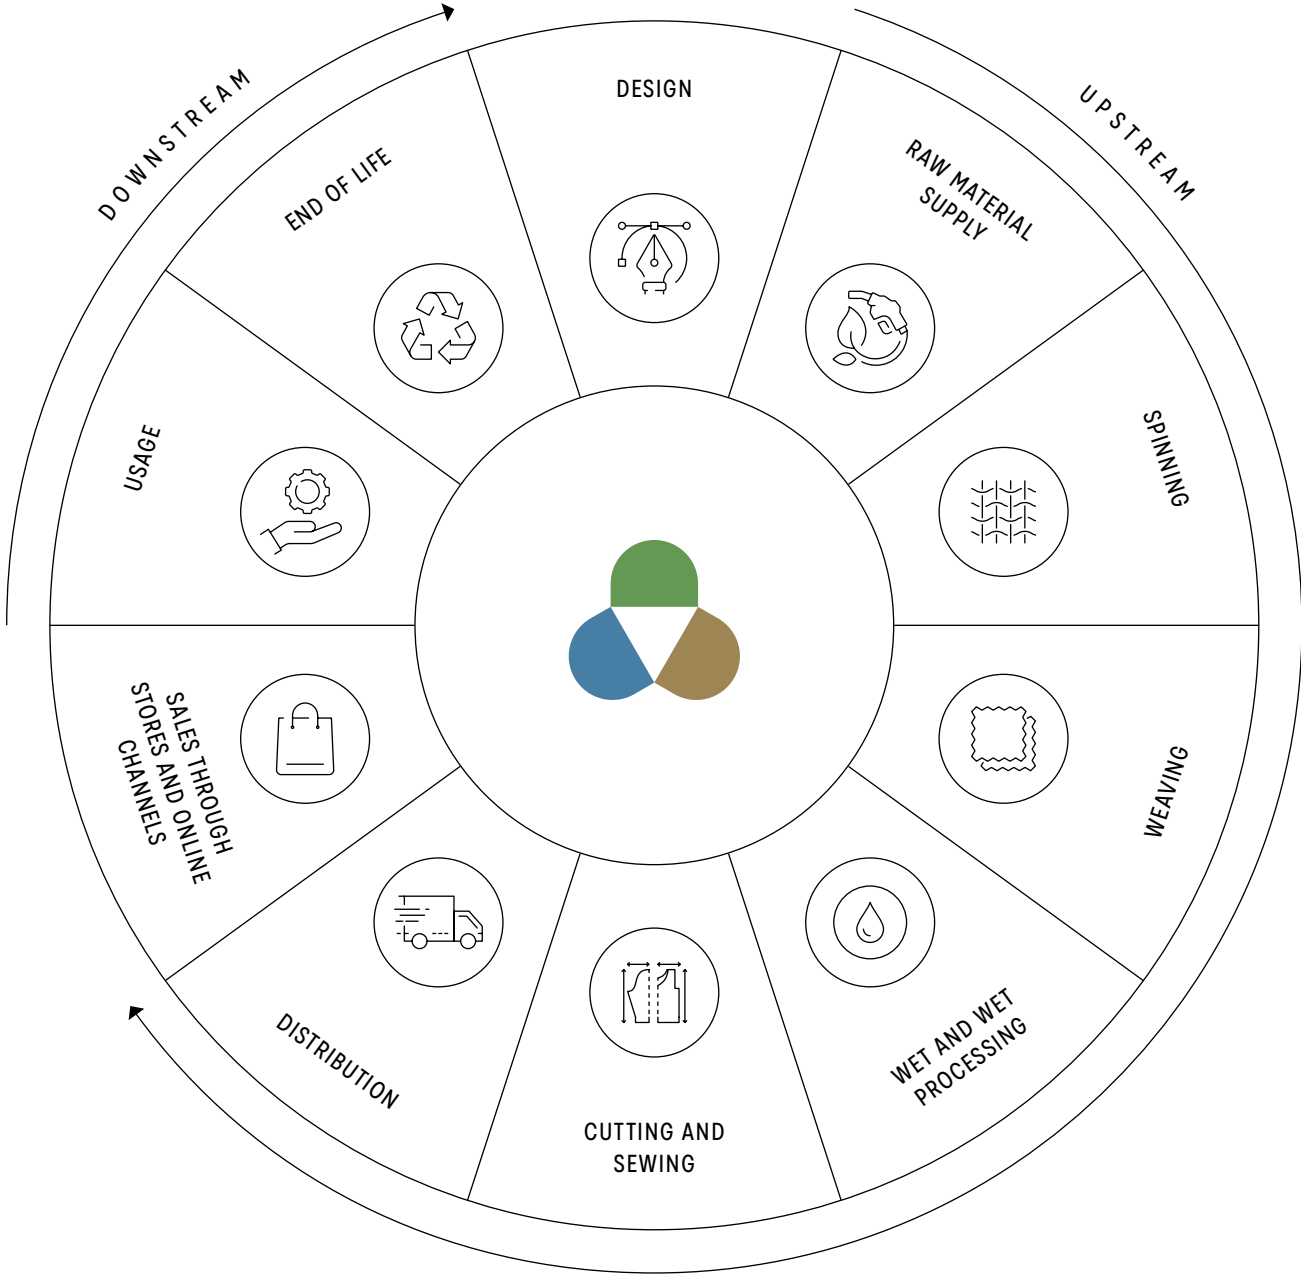 DESIGN
UPSTREAM
RAW MATERIAL
SUPPLY
SPINNING
WEAVING
WET AND WET
PROCESSING
CUTTING AND
SEWING
DISTRIBUTION
SALES THROUGH
STORES AND ONLINE
CHANNELS
USAGE
END OF LIFE
DOWNSTREAM